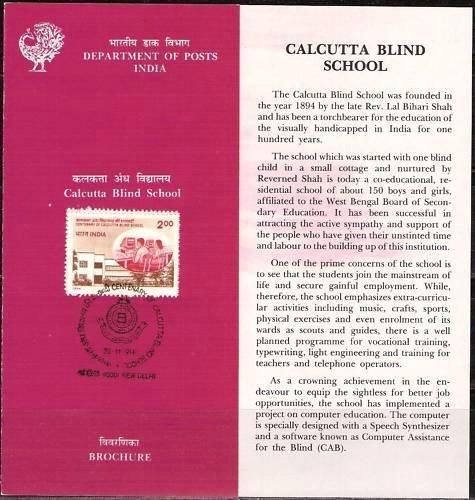 भारतीय डाक विभाग
DEPARTMENT OF POSTS
INDIA
कलकत्ता अंध विद्यालय
Calcutta Blind School
CENTENARY OF CALCUTTA BLIND SCHOOL
2.00
भारत INDIA
CENTENARY OF CALCUTTA BLIND SCHOOL
NEW DELHI
विवरणिका
BROCHURE
CALCUTTA BLIND
SCHOOL
The Calcutta Blind School was founded in
the year 1894 by the late Rev. Lal Bihari Shah
and has been a torchbearer for the education of
the visually handicapped in India for one
hundred years.
The school which was started with one blind
child in a small cottage and nurtured by
Reverned Shah is today a co-educational, re-
sidential school of about 150 boys and girls,
affiliated to the West Bengal Board of Secon-
dary Education. It has been successful in
attracting the active sympathy and support of
the people who have given their unstinted time
and labour to the building up of this institution.
One of the prime concerns of the school is
to see that the students join the mainstream of
life and secure gainful employment. While,
therefore, the school emphasizes extra-curricu-
lar activities including music, crafts, sports,
physical exercises and even enrolment of its
wards as scouts and guides, there is a well
planned programme for vocational training,
typewriting, light engineering and training for
teachers and telephone operators.
As a crowning achievement in the en-
deavour to equip the sightless for better job
opportunities, the school has implemented a
project on computer education. The computer
is specially designed with a Speech Synthesizer
and a software known as Computer Assistance
for the Blind (CAB).